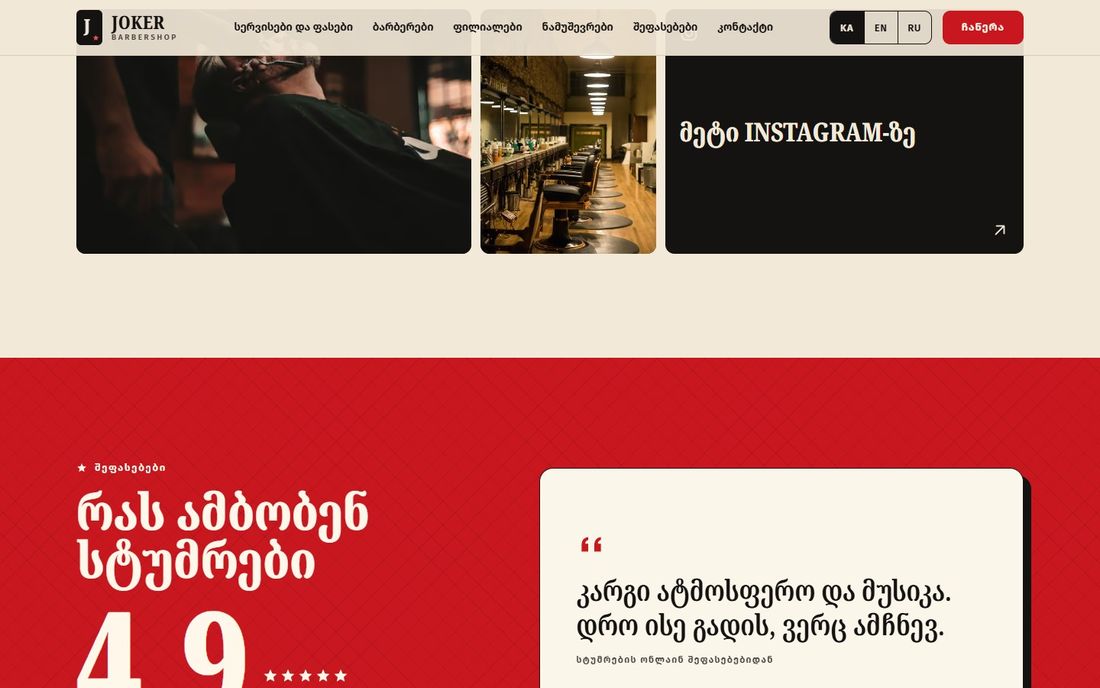 J JOKER
BARBERSHOP
სერვისები და ფასები ბარბერები ფილიალები ნამუშევრები შეფასებები კონტაქტი
KA EN RU
ჩაწერა
მეტი INSTAGRAM-ზე
შეფასებები
რას ამბობენ
სტუმრები
4.9
“
კარგი ატმოსფერო და მუსიკა.
დრო ისე გადის, ვერც ამჩნევ.
სტუმრების ონლაინ შეფასებებიდან